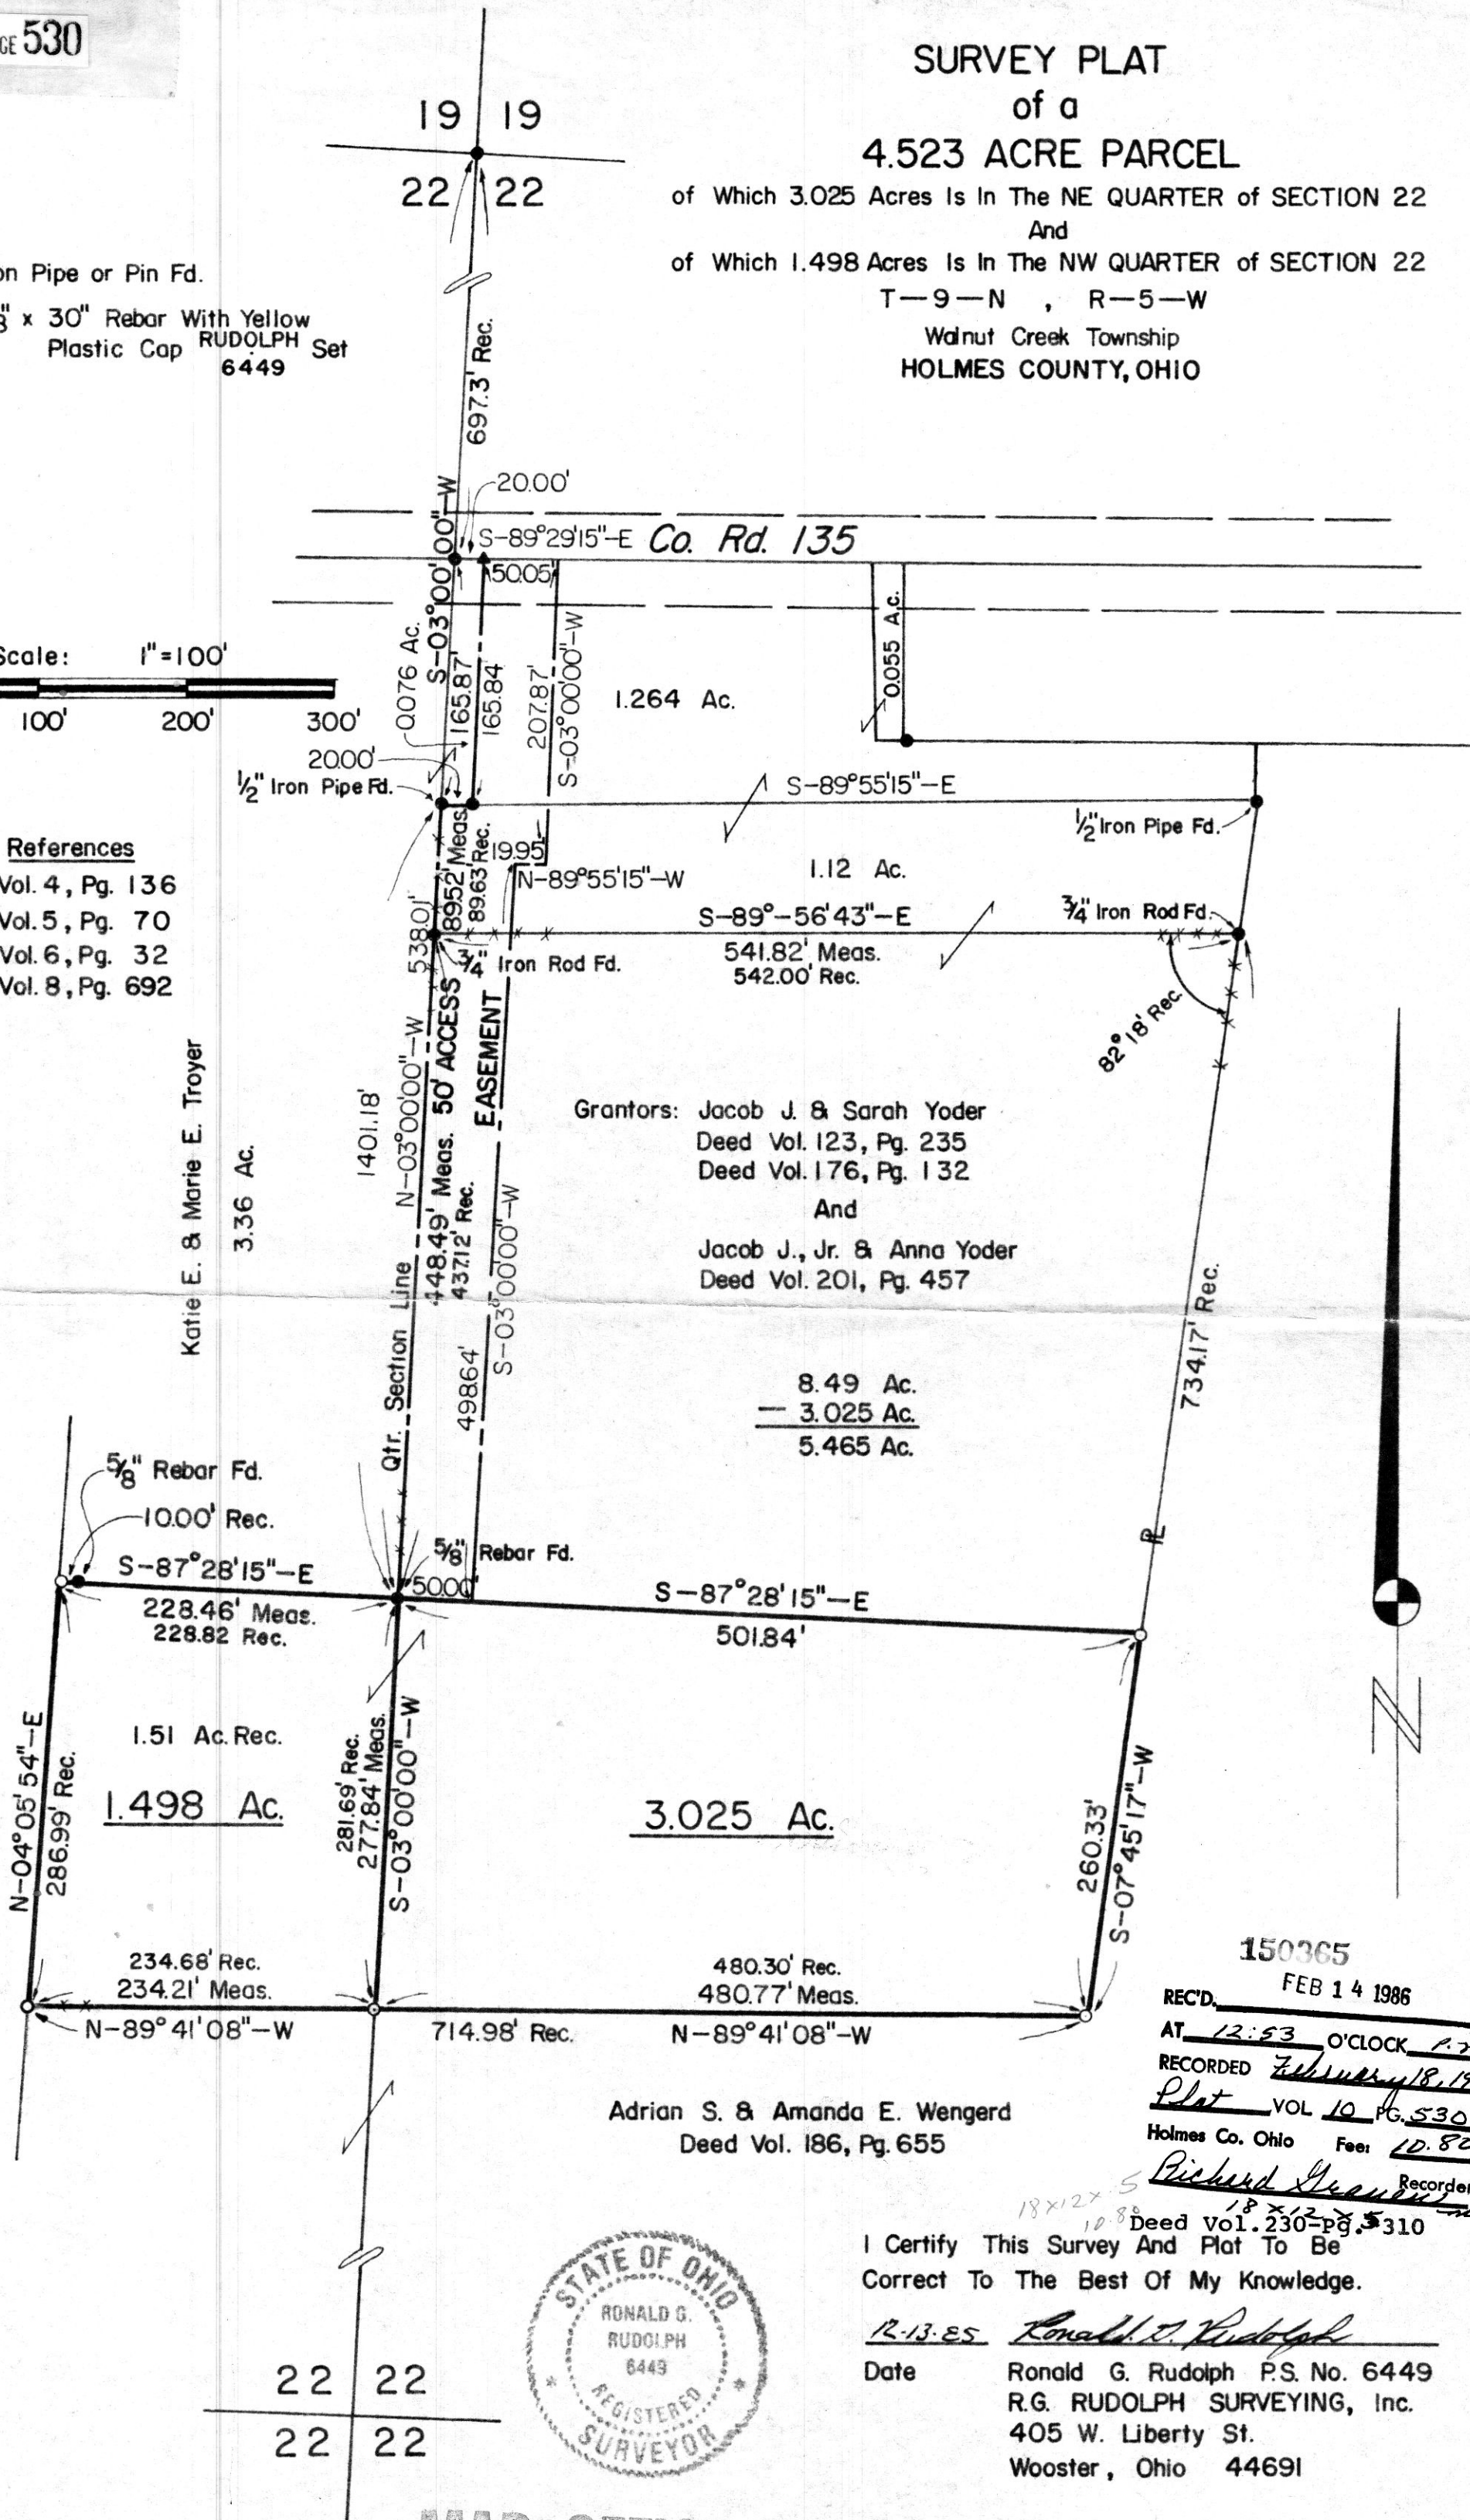 530
SURVEY PLAT
of a
4.523 ACRE PARCEL
of Which 3.025 Acres Is In The NE QUARTER of SECTION 22
And
of Which 1.498 Acres Is In The NW QUARTER of SECTION 22
T-9-N , R-5-W
Walnut Creek Township
HOLMES COUNTY, OHIO
19 19
22 22
Pipe or Pin Fd.
x 30" Rebar With Yellow
Plastic Cap RUDOLPH Set
6449
697.3' Rec.
20.00'
S-03°00'00"-W
S-89°29'15"-E Co. Rd. 135
50.05'
Scale: 1"=100'
100' 200' 300'
0.076 Ac.
165.87'
165.84
207.87'
S-03°00'00"-W
1.264 Ac.
0.055 Ac.
20.00'
1/2" Iron Pipe Fd.
S-89°55'15"-E
1/2" Iron Pipe Fd.
References
Vol. 4, Pg. 136
Vol. 5, Pg. 70
Vol. 6, Pg. 32
Vol. 8, Pg. 692
89.52' Meas.
89.63' Rec.
19.95'
N-89°55'15"-W
1.12 Ac.
S-89°-56'43"-E
541.82' Meas.
542.00' Rec.
3/4" Iron Rod Fd.
3/4" Iron Rod Fd.
538.01'
82°18' Rec.
Katie E. & Marie E. Troyer
3.36 Ac.
1401.18'
Qtr. Section Line N-03°00'00"-W
448.49' Meas. 50' ACCESS
437.12' Rec.
EASEMENT
498.64'
S-03°00'00"-W
Grantors: Jacob J. & Sarah Yoder
Deed Vol. 123, Pg. 235
Deed Vol. 176, Pg. 132
And
Jacob J., Jr. & Anna Yoder
Deed Vol. 201, Pg. 457
8.49 Ac.
- 3.025 Ac.
5.465 Ac.
734.17' Rec.
PL
5/8" Rebar Fd.
10.00' Rec.
S-87°28'15"-E
228.46' Meas.
228.82 Rec.
5/8" Rebar Fd.
50.00'
S-87°28'15"-E
501.84'
N-04°05'54"-E
286.99' Rec.
1.51 Ac. Rec.
1.498 Ac.
281.69' Rec.
277.84' Meas.
S-03°00'00"-W
3.025 Ac.
260.33'
S-07°45'17"-W
N
234.68' Rec.
234.21' Meas.
N-89°41'08"-W
714.98' Rec.
480.30' Rec.
480.77' Meas.
N-89°41'08"-W
Adrian S. & Amanda E. Wengerd
Deed Vol. 186, Pg. 655
150365
REC'D. FEB 14 1986
AT 12:53 O'CLOCK
RECORDED February 18,
Plat VOL 10 PG. 530
Holmes Co. Ohio Fee: 10.80
Richard Graven Recorder
18 x 12 x 5
18 x 12 x 5
10.80
Deed Vol. 230-Pg. 310
I Certify This Survey And Plat To Be
Correct To The Best Of My Knowledge.
12-13-85 Ronald G. Rudolph
Date Ronald G. Rudolph P.S. No. 6449
R.G. RUDOLPH SURVEYING, Inc.
405 W. Liberty St.
Wooster, Ohio 44691
STATE OF OHIO
RONALD G.
RUDOLPH
6449
REGISTERED
SURVEYOR
22 22
22 22